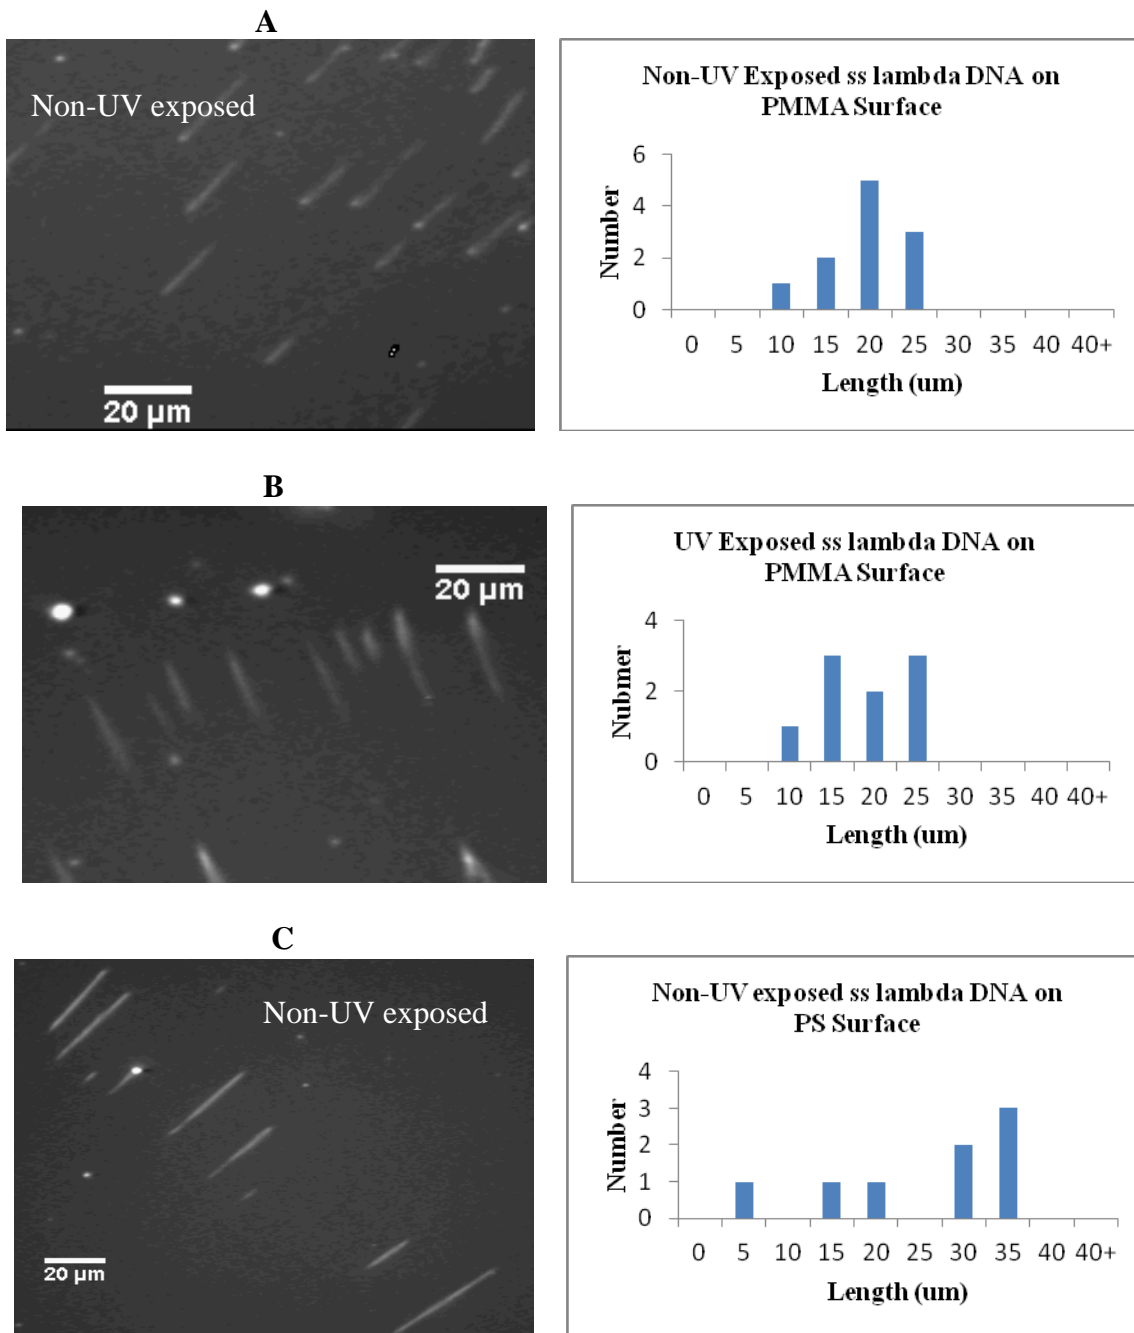 A
Non-UV exposed
20 µm
Non-UV Exposed ss lambda DNA on
PMMA Surface
Number
6
4
2
0
0 5 10 15 20 25 30 35 40 40+
Length (um)
B
20 µm
UV Exposed ss lambda DNA on
PMMA Surface
Nubmer
4
2
0
0 5 10 15 20 25 30 35 40 40+
Length (um)
C
Non-UV exposed
20 µm
Non-UV exposed ss lambda DNA on
PS Surface
Number
4
3
2
1
0
0 5 10 15 20 25 30 35 40 40+
Length (um)